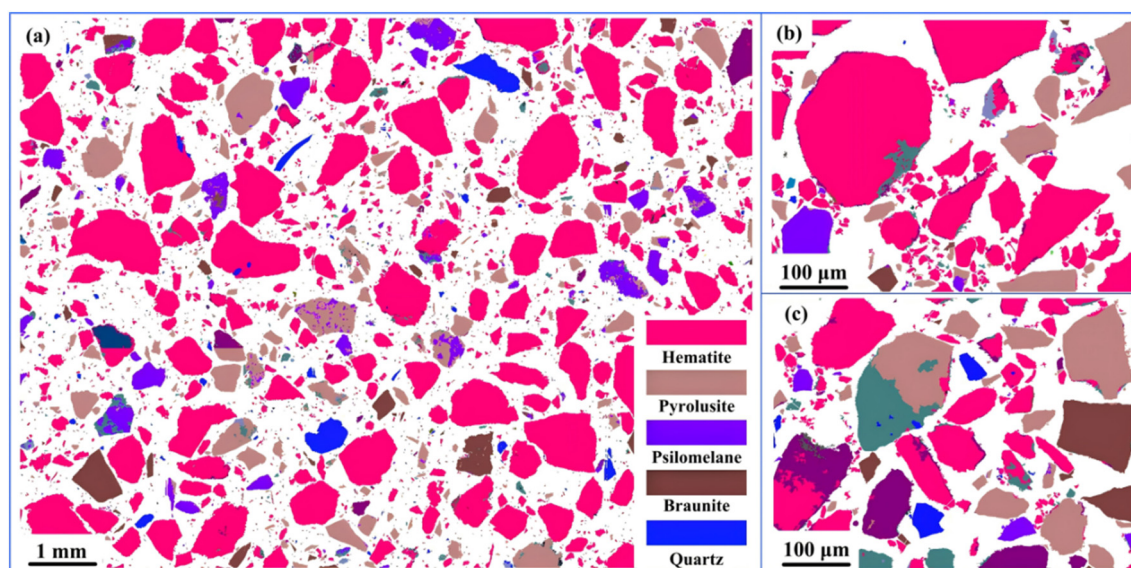 (a)
Hematite
Pyrolusite
Psilomelane
Braunite
Quartz
1 mm
(b)
100 μm
(c)
100 μm